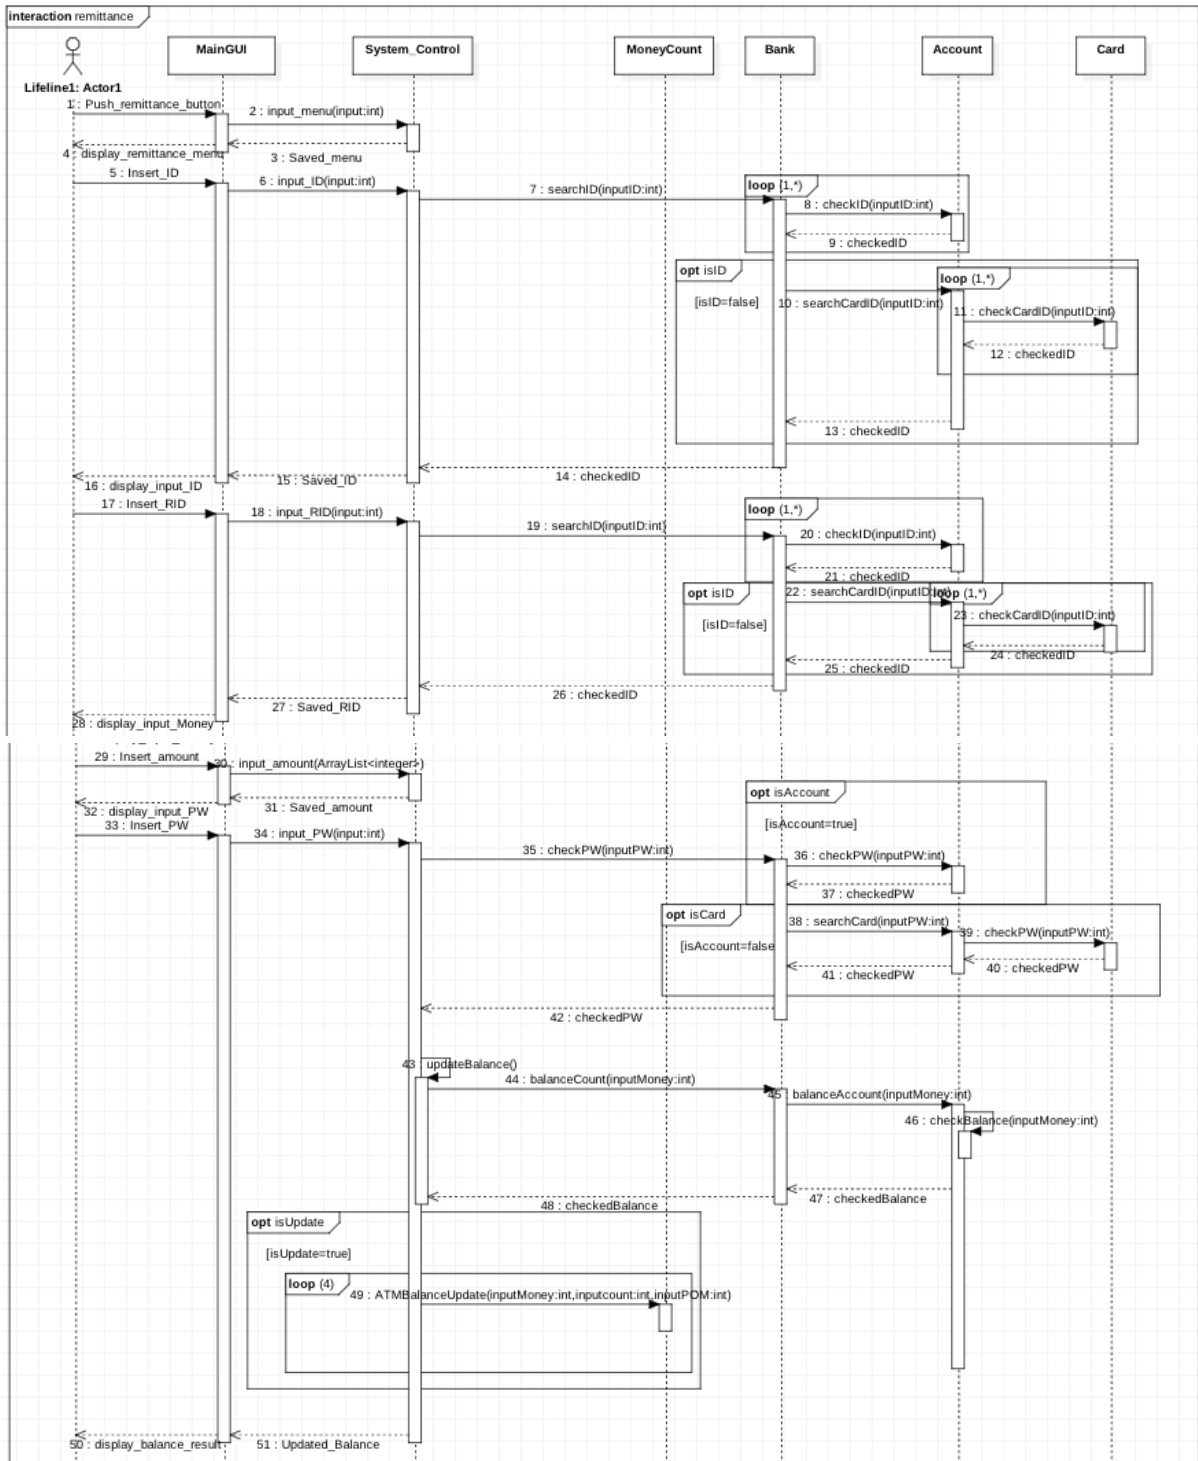 interaction remittance
MainGUI
System_Control
MoneyCount
Bank
Account
Card
Lifeline1: Actor1
1 : Push_remittance_button
2 : input_menu(input:int)
3 : Saved_menu
4 : display_remittance_menu
5 : Insert_ID
6 : input_ID(input:int)
7 : searchID(inputID:int)
loop (1,*)
8 : checkID(inputID:int)
9 : checkedID
opt isID
[isID=false]
loop (1,*)
10 : searchCardID(inputID:int)
11 : checkCardID(inputID:int)
12 : checkedID
13 : checkedID
14 : checkedID
15 : Saved_ID
16 : display_input_ID
17 : Insert_RID
18 : input_RID(input:int)
19 : searchID(inputID:int)
loop (1,*)
20 : checkID(inputID:int)
21 : checkedID
opt isID
[isID=false]
22 : searchCardID(inputID:int)
loop (1,*)
23 : checkCardID(inputID:int)
24 : checkedID
25 : checkedID
26 : checkedID
27 : Saved_RID
28 : display_input_Money
29 : Insert_amount
30 : input_amount(ArrayList<integer>)
31 : Saved_amount
32 : display_input_PW
33 : Insert_PW
34 : input_PW(input:int)
35 : checkPW(inputPW:int)
opt isAccount
[isAccount=true]
36 : checkPW(inputPW:int)
37 : checkedPW
opt isCard
[isAccount=false
38 : searchCard(inputPW:int)
39 : checkPW(inputPW:int)
40 : checkedPW
41 : checkedPW
42 : checkedPW
43 : updateBalance()
44 : balanceCount(inputMoney:int)
45 : balanceAccount(inputMoney:int)
46 : checkBalance(inputMoney:int)
47 : checkedBalance
48 : checkedBalance
opt isUpdate
[isUpdate=true]
loop (4)
49 : ATMBalanceUpdate(inputMoney:int,inputcount:int,inputPOM:int)
50 : display_balance_result
51 : Updated_Balance